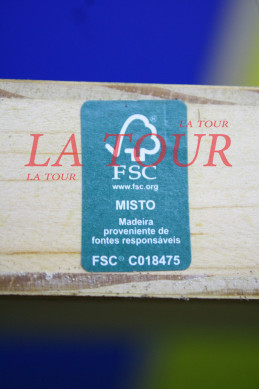 LA TOUR
LA TOUR
LA TOUR
FSC
www.fsc.org
MISTO
Madeira
proveniente de
fontes responsáveis
FSC® C018475